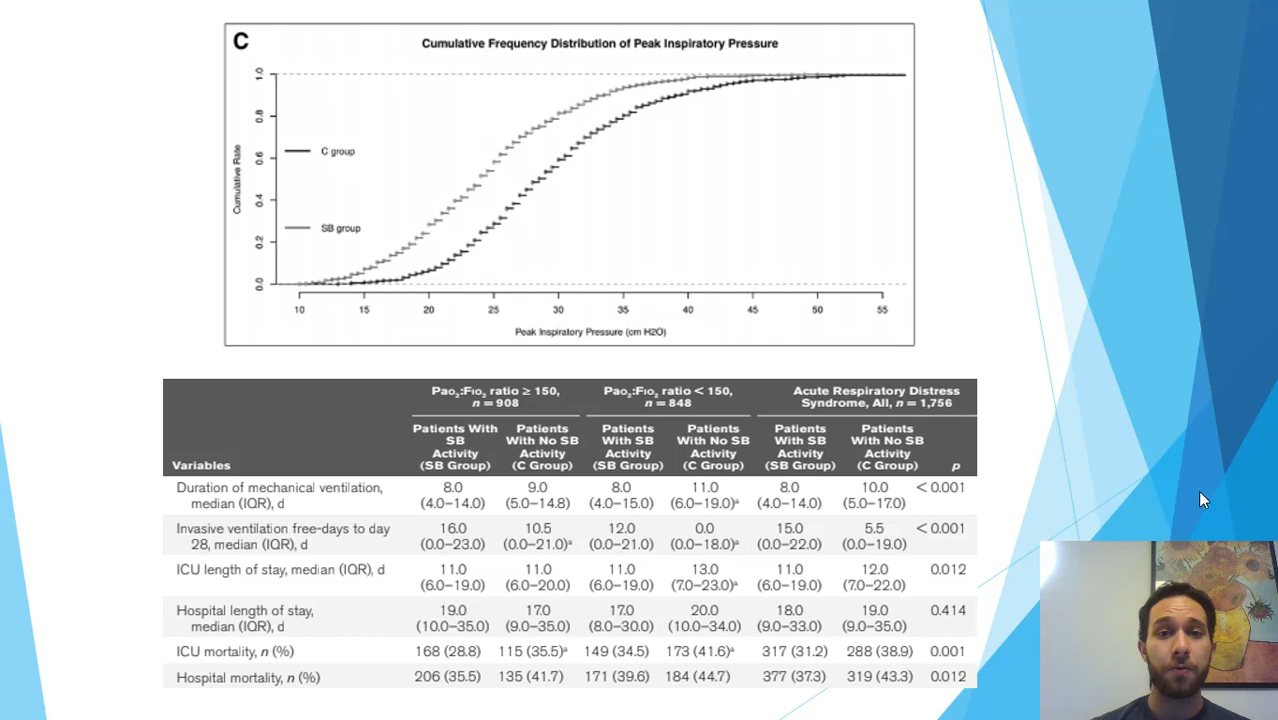 C
Cumulative Frequency Distribution of Peak Inspiratory Pressure
1.0
0.8
0.6
0.4
0.2
0.0
Cumulative Rate
C group
SB group
10 15 20 25 30 35 40 45 50 55
Peak Inspiratory Pressure (cm H2O)
Pao₂:Fio₂ ratio ≥ 150, n = 908
Pao₂:Fio₂ ratio < 150, n = 848
Acute Respiratory Distress Syndrome, All, n = 1,756
Variables
Patients With SB Activity (SB Group)
Patients With No SB Activity (C Group)
Patients With SB Activity (SB Group)
Patients With No SB Activity (C Group)
Patients With SB Activity (SB Group)
Patients With No SB Activity (C Group)
p
Duration of mechanical ventilation, 8.0 9.0 8.0 11.0 8.0 10.0 < 0.001
median (IQR), d (4.0–14.0) (5.0–14.8) (4.0–15.0) (6.0–19.0)ᵃ (4.0–14.0) (5.0–17.0)
Invasive ventilation free-days to day 16.0 10.5 12.0 0.0 15.0 5.5 < 0.001
28, median (IQR), d (0.0–23.0) (0.0–21.0)ᵃ (0.0–21.0) (0.0–18.0)ᵃ (0.0–22.0) (0.0–19.0)
ICU length of stay, median (IQR), d 11.0 11.0 11.0 13.0 11.0 12.0 0.012
(6.0–19.0) (6.0–20.0) (6.0–19.0) (7.0–23.0)ᵃ (6.0–19.0) (7.0–22.0)
Hospital length of stay, 19.0 17.0 17.0 20.0 18.0 19.0 0.414
median (IQR), d (10.0–35.0) (9.0–35.0) (8.0–30.0) (10.0–34.0) (9.0–33.0) (9.0–35.0)
ICU mortality, n (%) 168 (28.8) 115 (35.5)ᵃ 149 (34.5) 173 (41.6)ᵃ 317 (31.2) 288 (38.9) 0.001
Hospital mortality, n (%) 206 (35.5) 135 (41.7) 171 (39.6) 184 (44.7) 377 (37.3) 319 (43.3) 0.012